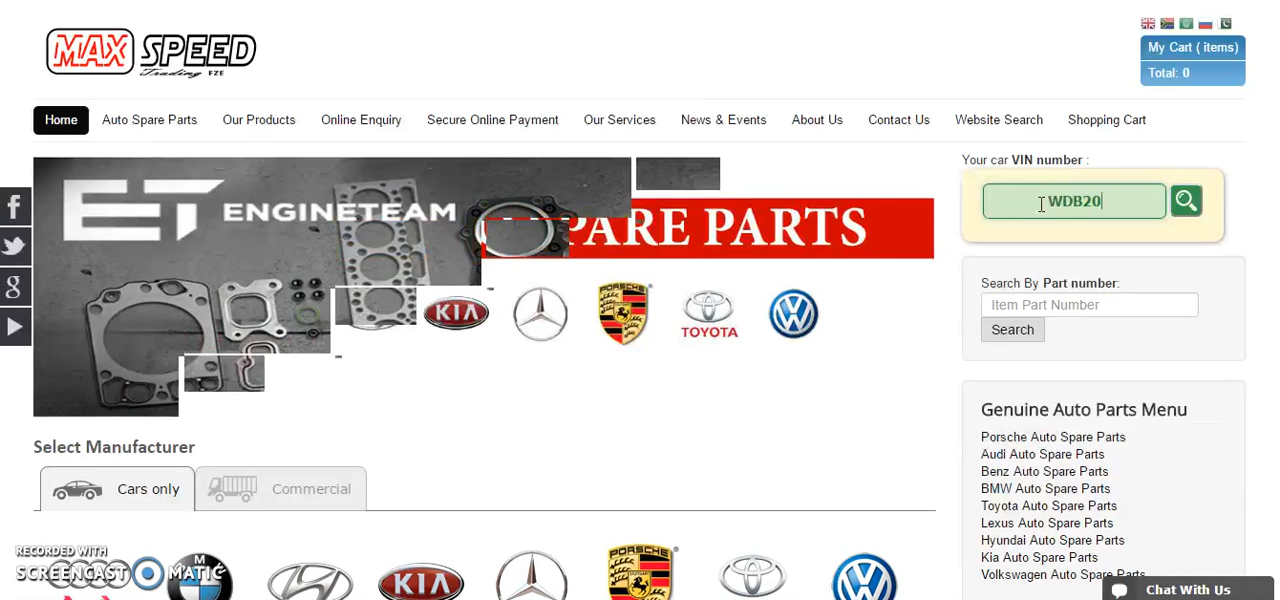 MAX SPEED
Trading FZE
My Cart ( items)
Total: 0
Home Auto Spare Parts Our Products Online Enquiry Secure Online Payment Our Services News & Events About Us Contact Us Website Search Shopping Cart
Your car VIN number :
WDB20
ET ENGINETEAM
PARE PARTS
KIA
TOYOTA
Search By Part number:
Item Part Number
Search
Select Manufacturer
Cars only
Commercial
Genuine Auto Parts Menu
Porsche Auto Spare Parts
Audi Auto Spare Parts
Benz Auto Spare Parts
BMW Auto Spare Parts
Toyota Auto Spare Parts
Lexus Auto Spare Parts
Hyundai Auto Spare Parts
Kia Auto Spare Parts
Volkswagen Auto Spare Parts
RECORDED WITH
SCREENCAST MATIC
KIA
PORSCHE
Chat With Us